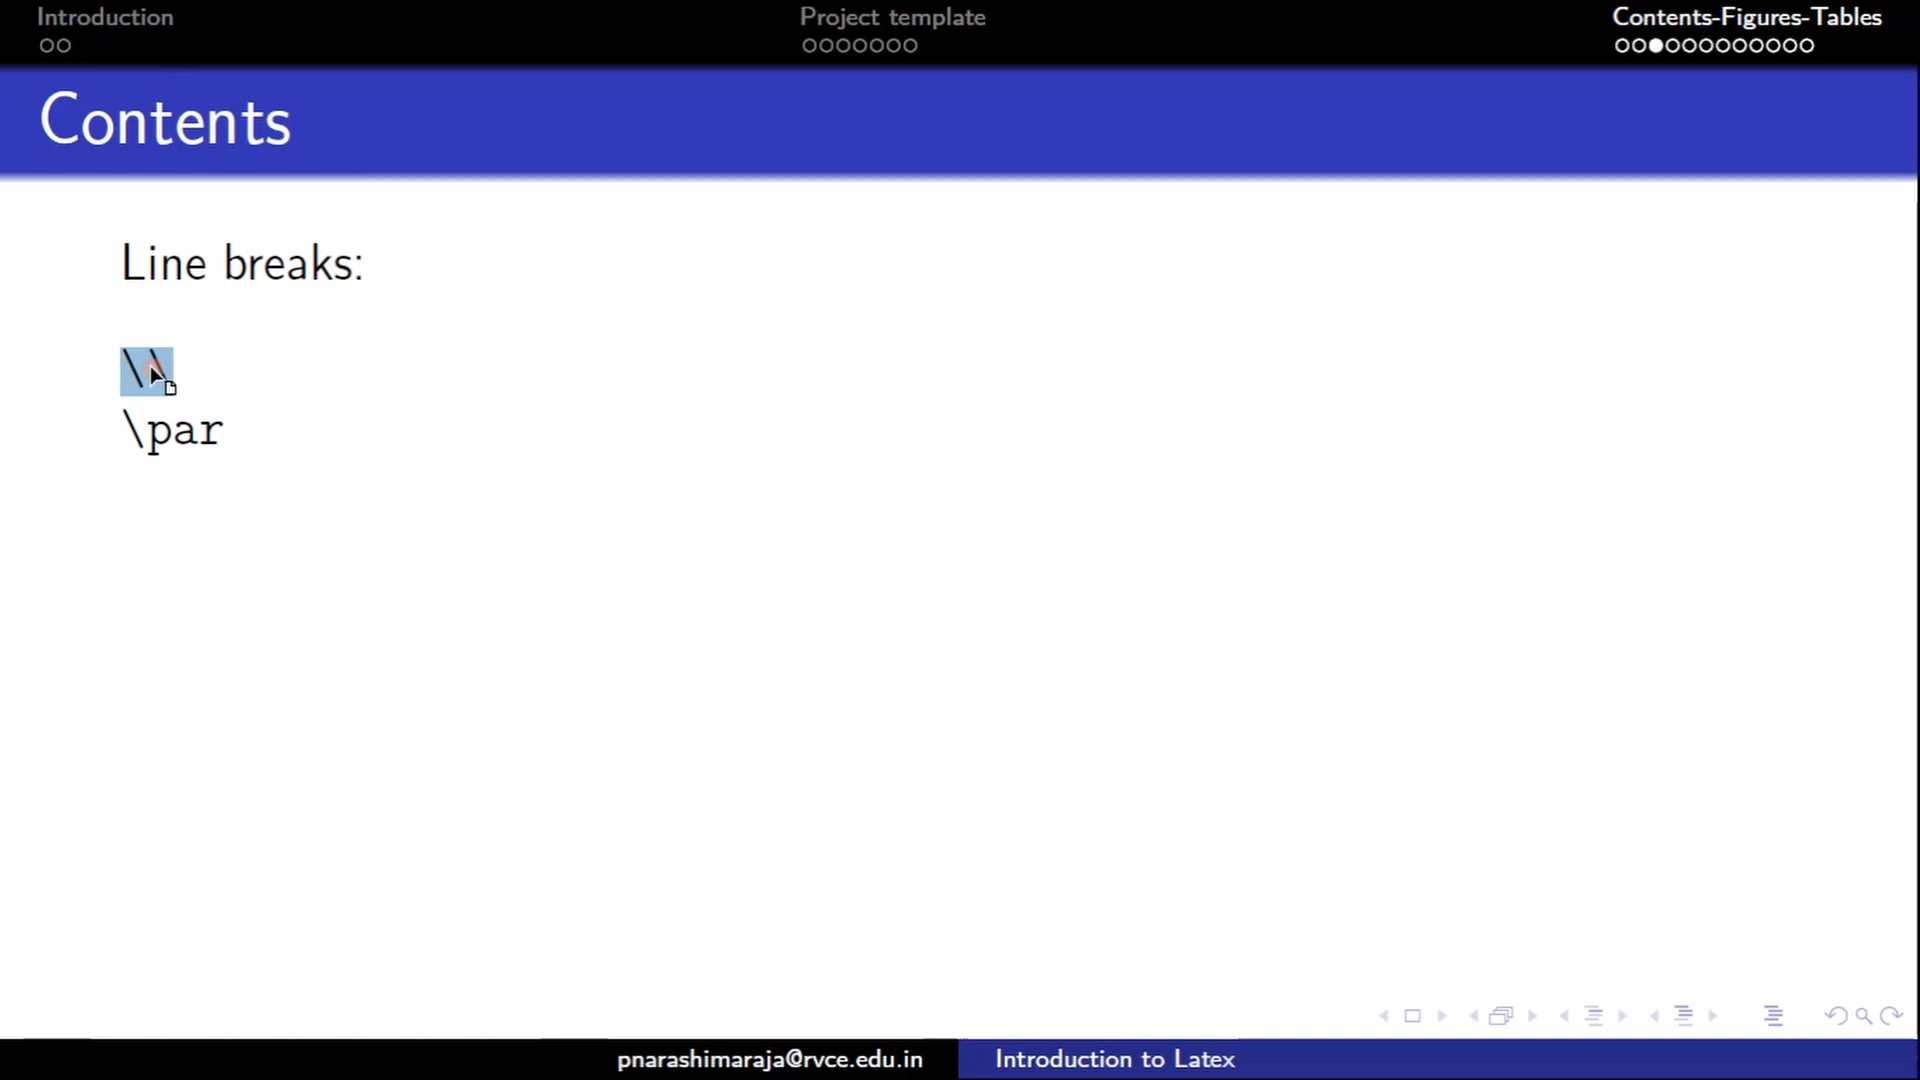 Introduction
Project template
Contents-Figures-Tables
Contents
Line breaks:
\\
\par
pnarashimaraja@rvce.edu.in
Introduction to Latex